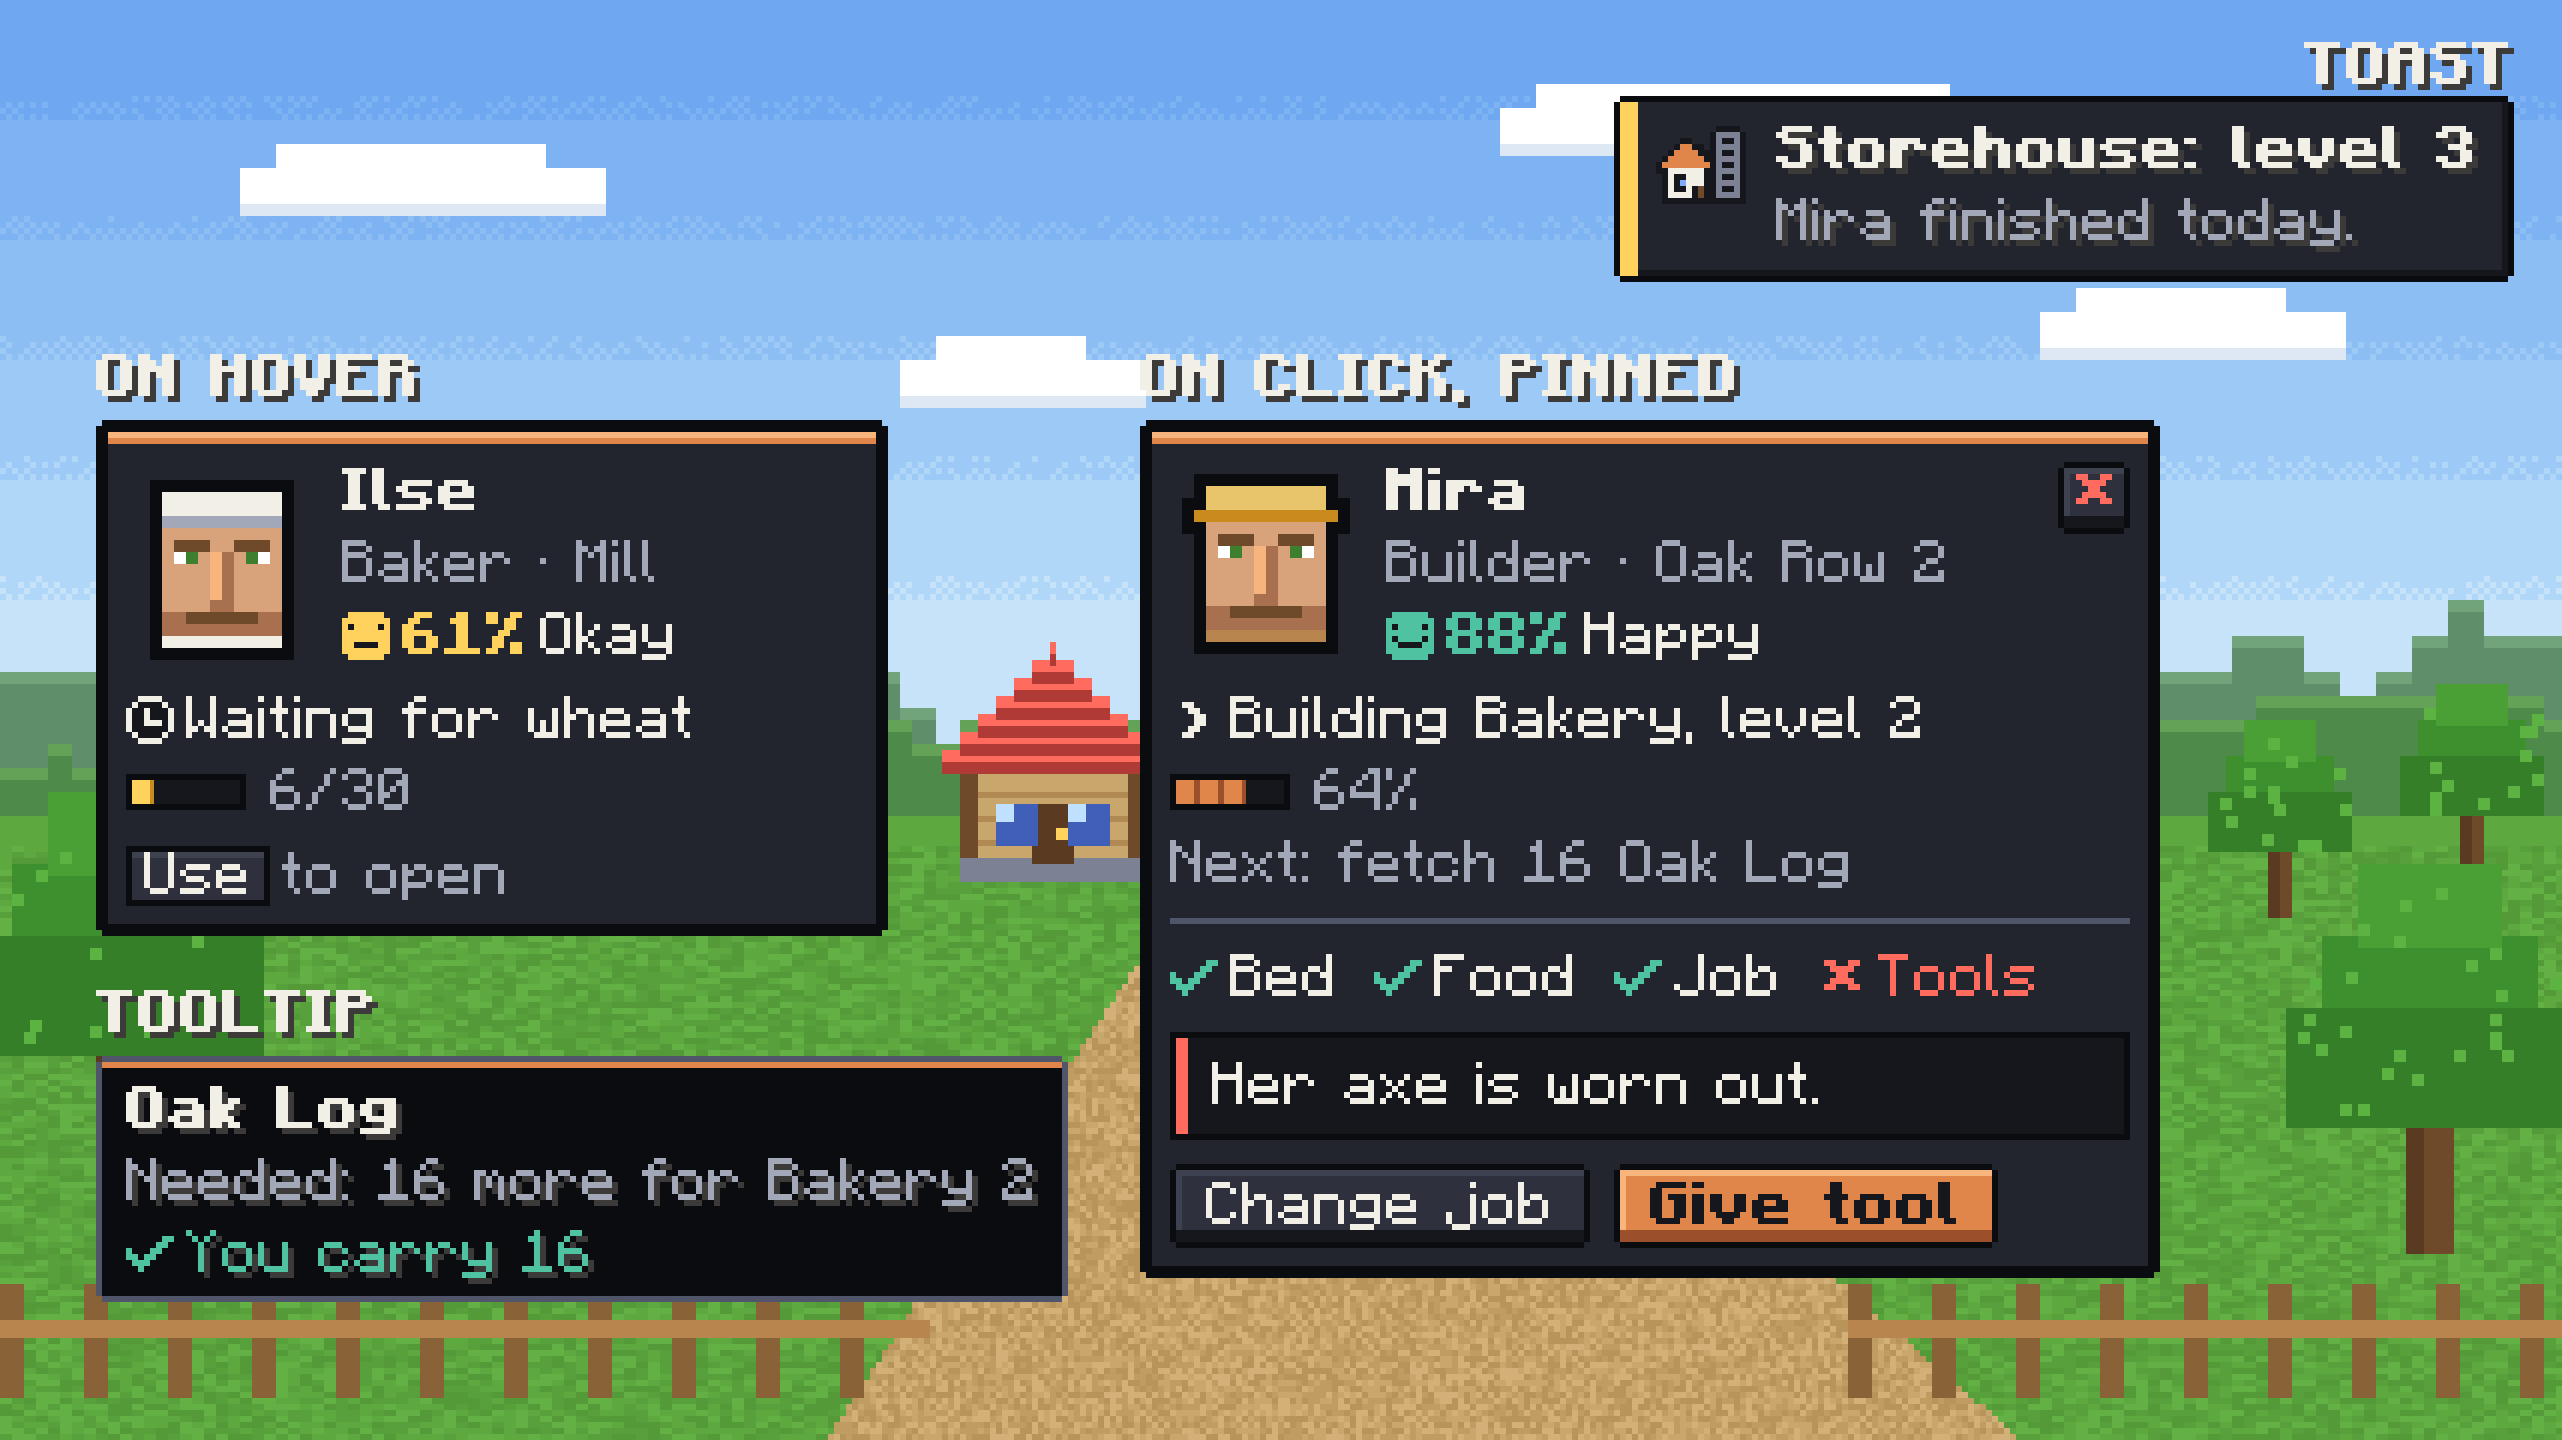 TOAST
Storehouse: level 3
Mira finished today.
ON HOVER
Ilse
Baker · Mill
61% Okay
Waiting for wheat
6/30
Use to open
TOOLTIP
Oak Log
Needed: 16 more for Bakery 2
You carry 16
ON CLICK, PINNED
Mira
Builder · Oak Row 2
88% Happy
Building Bakery, level 2
64%
Next: fetch 16 Oak Log
Bed Food Job Tools
Her axe is worn out.
Change job Give tool